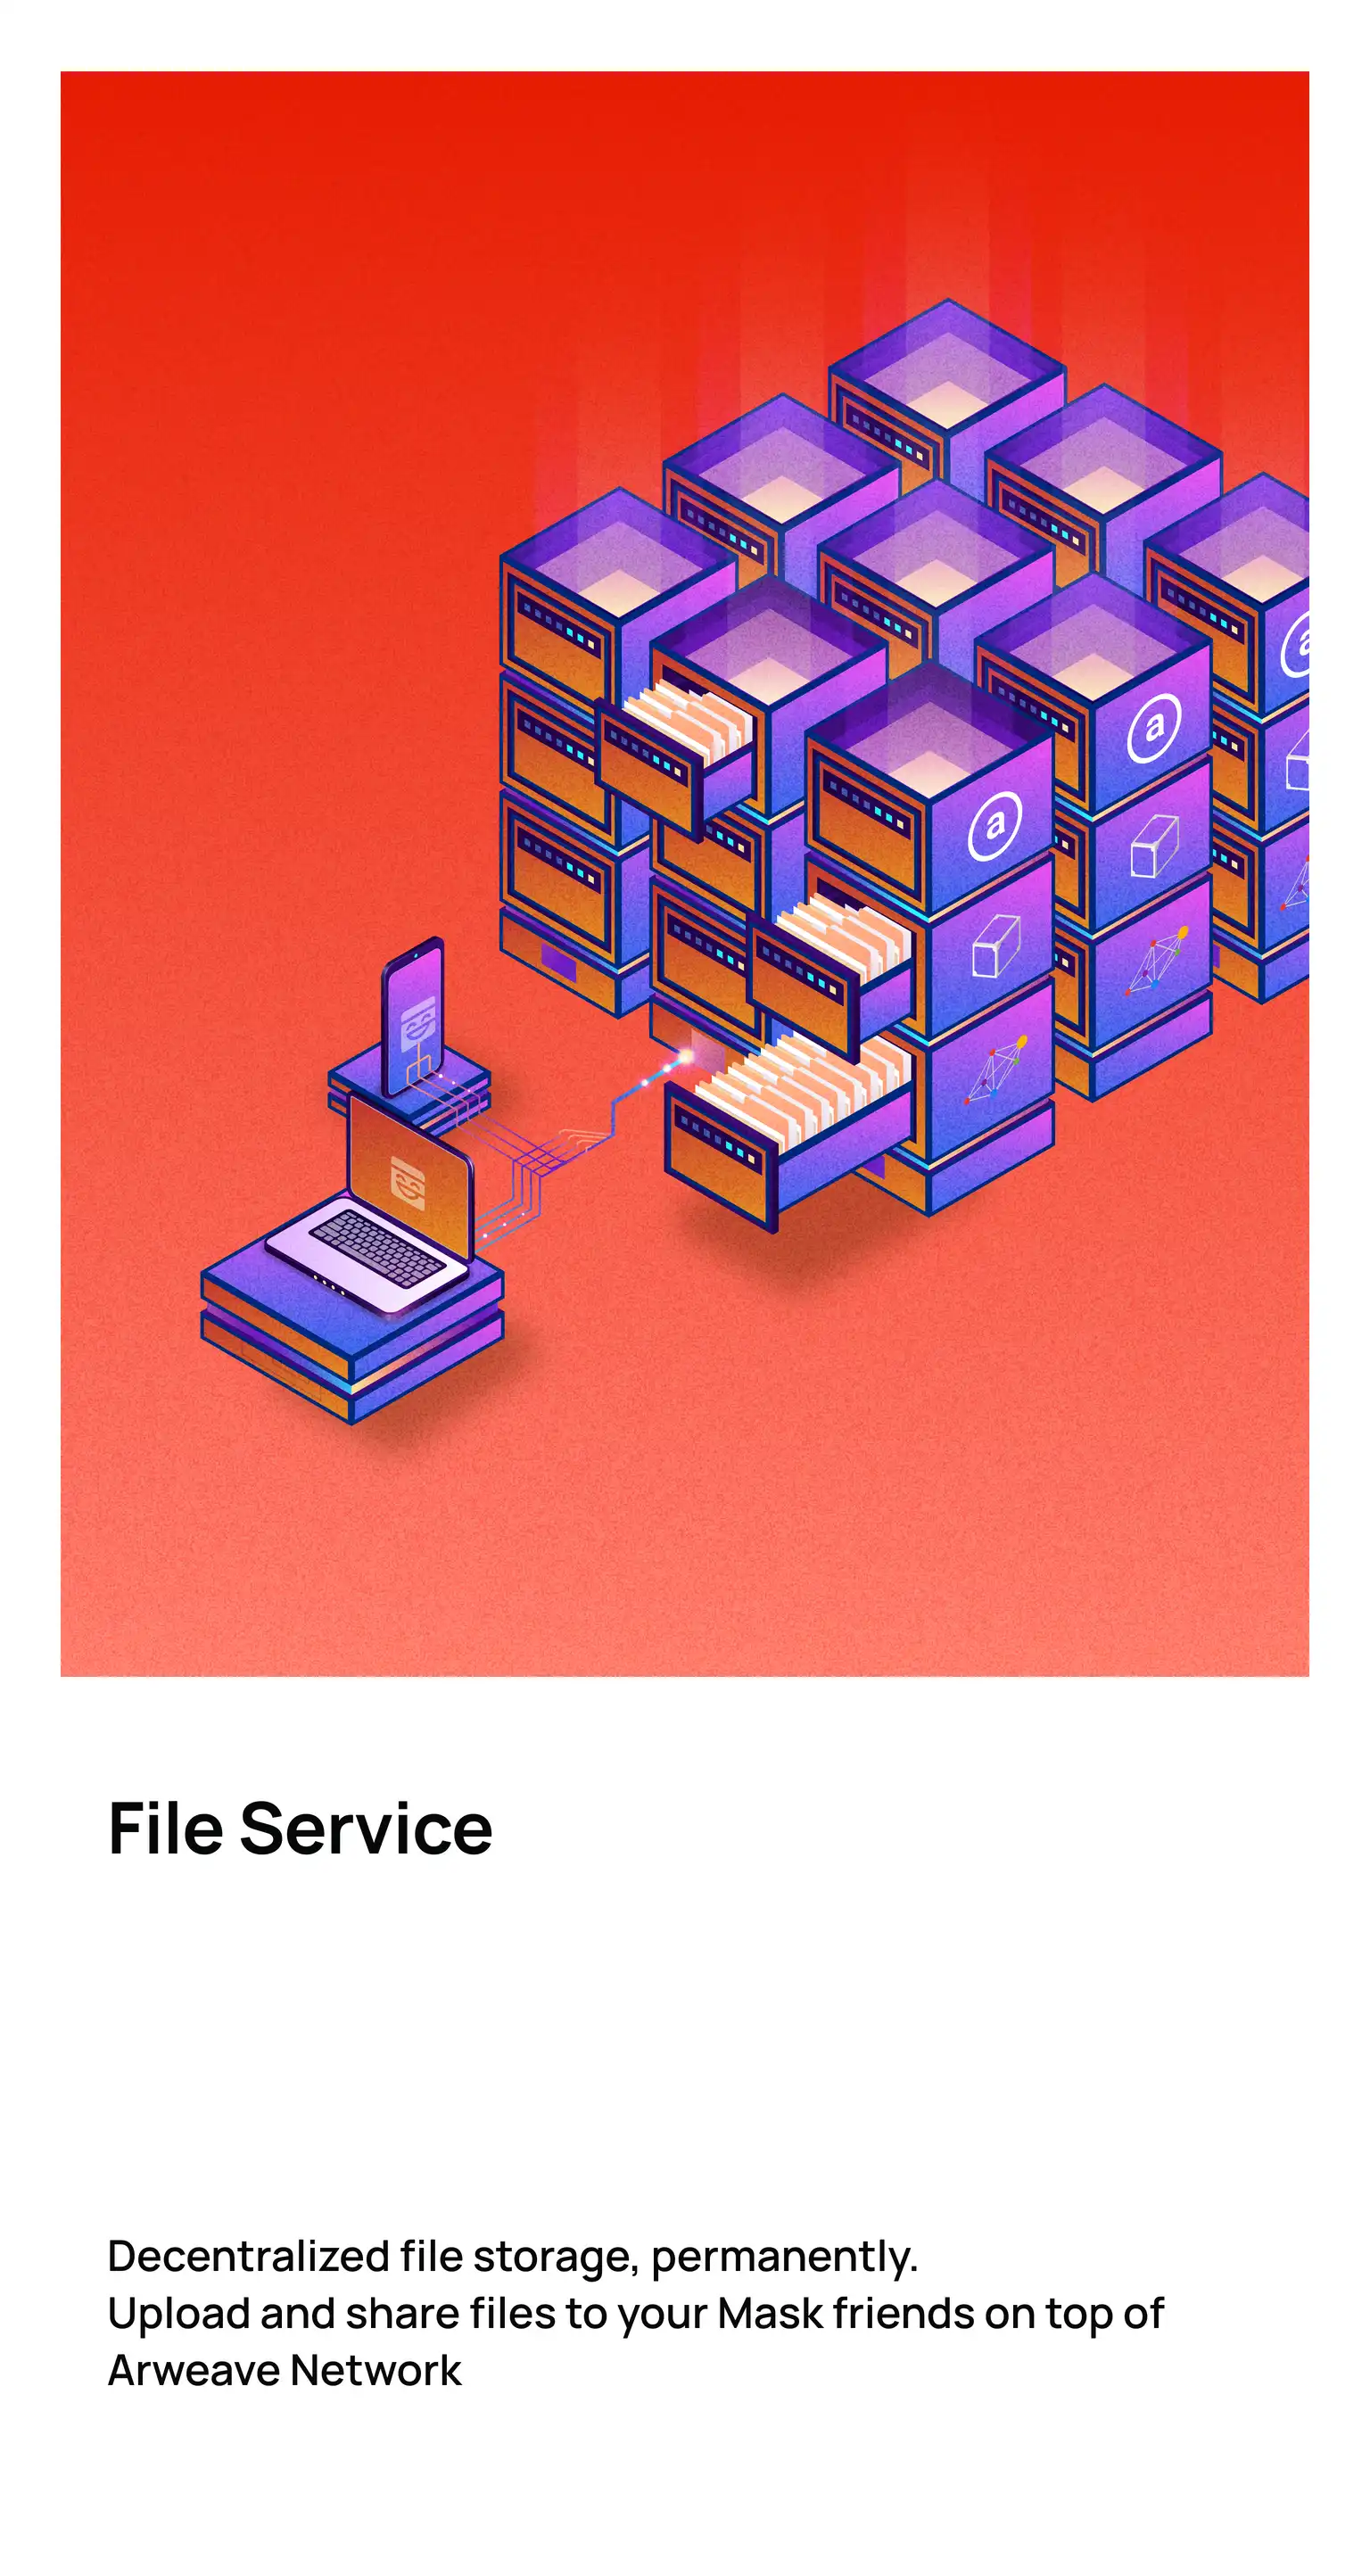 a
a
a
File Service
Decentralized file storage, permanently.
Upload and share files to your Mask friends on top of
Arweave Network